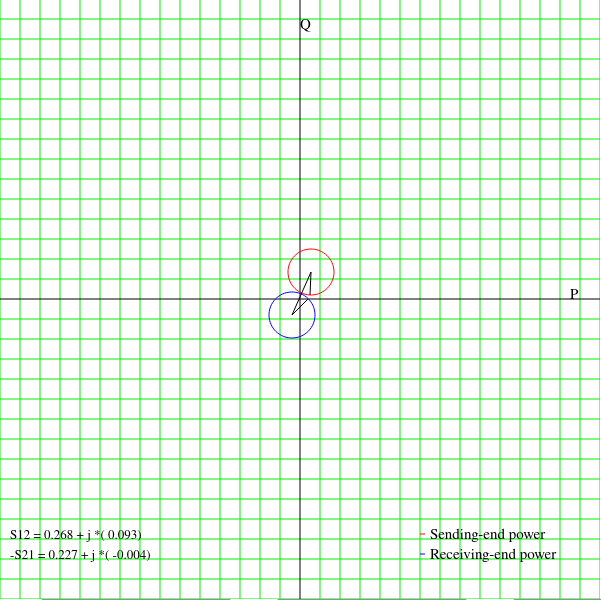 Q
P
S12 = 0.268 + j *( 0.093)
-S21 = 0.227 + j *( -0.004)
Sending-end power
Receiving-end power